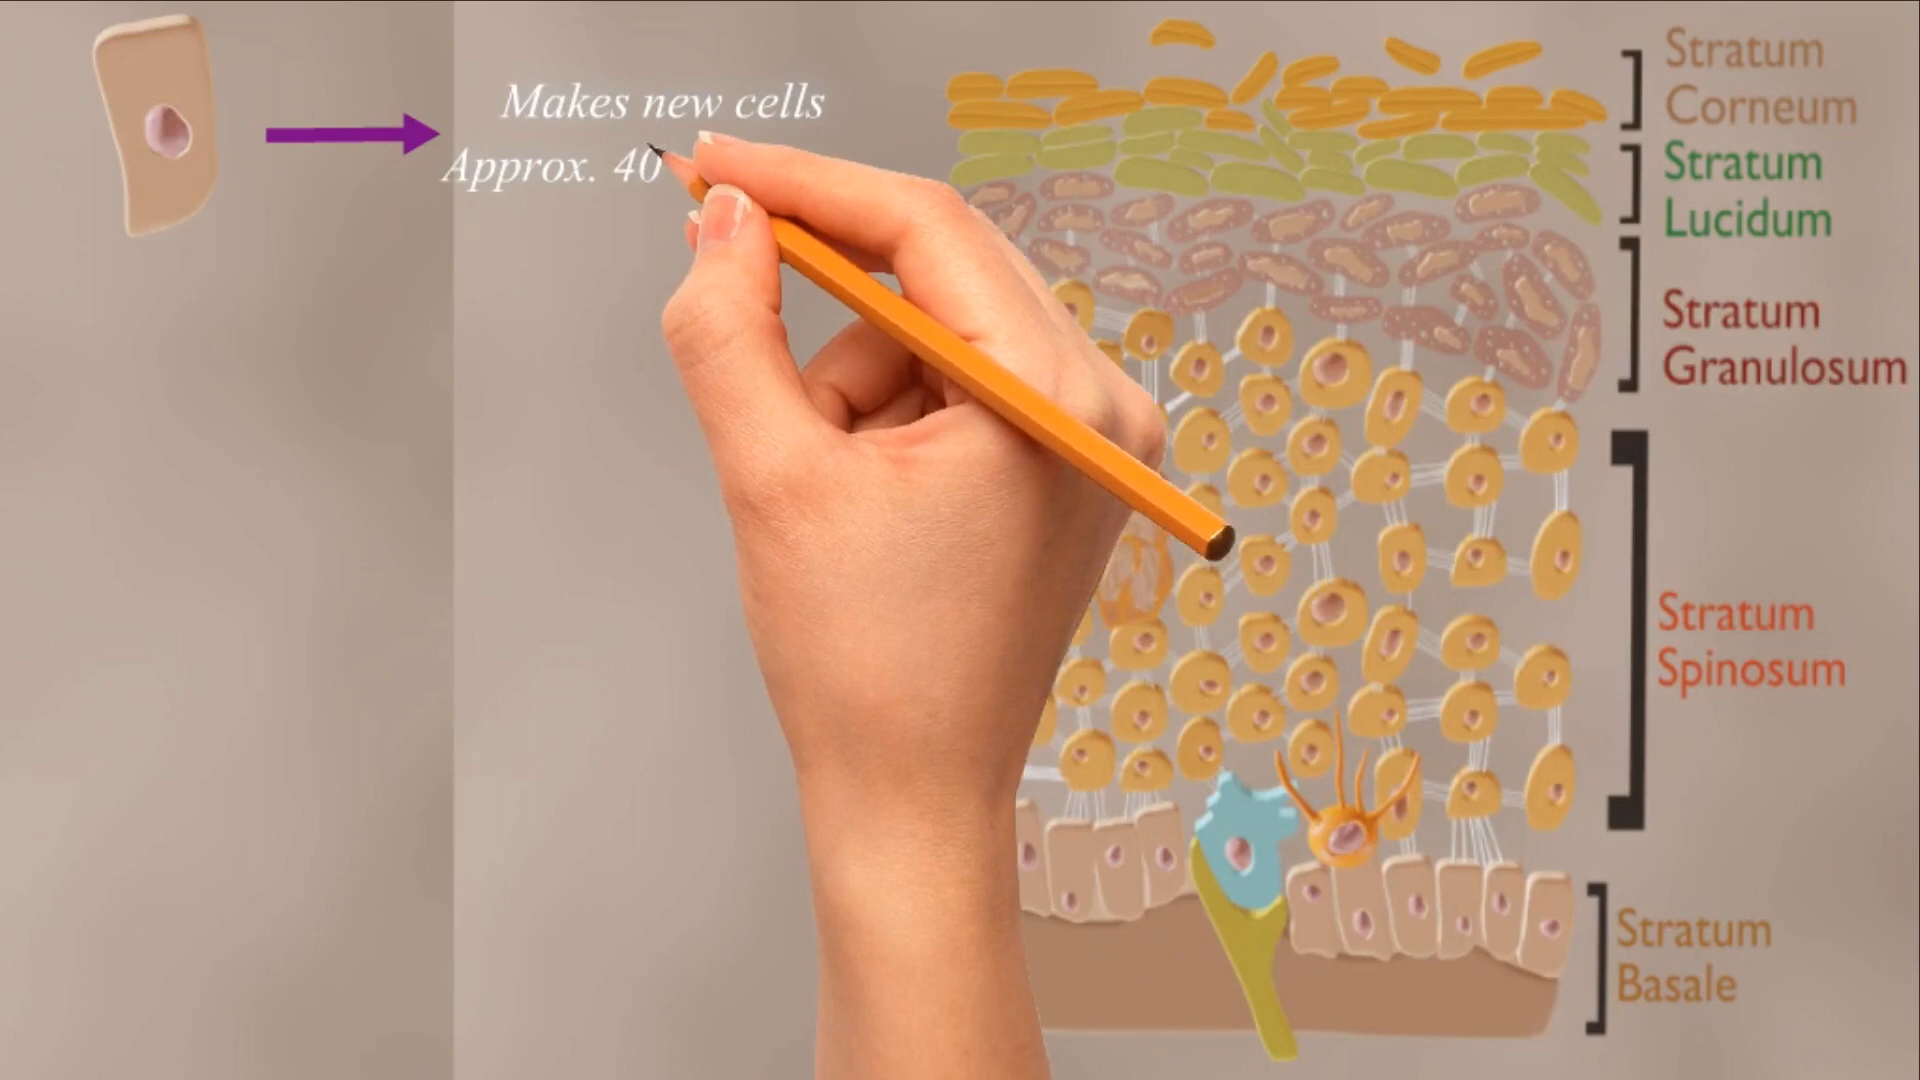 Makes new cells
Approx. 40
Stratum
Corneum
Stratum
Lucidum
Stratum
Granulosum
Stratum
Spinosum
Stratum
Basale